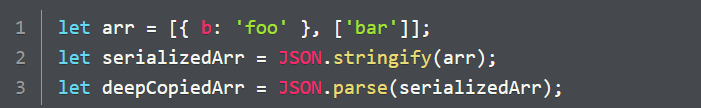 1 let arr = [{ b: 'foo' }, ['bar']];
2 let serializedArr = JSON.stringify(arr);
3 let deepCopiedArr = JSON.parse(serializedArr);